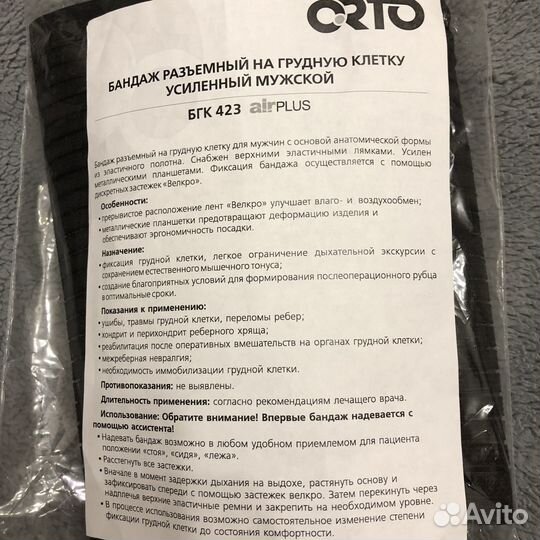 ORTO
БАНДАЖ РАЗЪЕМНЫЙ НА ГРУДНУЮ КЛЕТКУ
УСИЛЕННЫЙ МУЖСКОЙ
БГК 423 airPLUS
Бандаж разъемный на грудную клетку для мужчин с основой анатомической формы
из эластичного полотна. Снабжен верхними эластичными лямками. Усилен
металлическими планшетами. Фиксация бандажа осуществляется с помощью
дискретных застежек «Велкро».
Особенности:
• прерывистое расположение лент «Велкро» улучшает влаго- и воздухообмен;
• металлические планшетки предотвращают деформацию изделия и
обеспечивают эргономичность посадки.
Назначение:
• фиксация грудной клетки, легкое ограничение дыхательной экскурсии с
сохранением естественного мышечного тонуса;
• создание благоприятных условий для формирования послеоперационного рубца
в оптимальные сроки.
Показания к применению:
• ушибы, травмы грудной клетки, переломы ребер;
• хондрит и перихондрит реберного хряща;
• реабилитация после оперативных вмешательств на органах грудной клетки;
• межреберная невралгия;
• необходимость иммобилизации грудной клетки.
Противопоказания: не выявлены.
Длительность применения: согласно рекомендациям лечащего врача.
Использование: Обратите внимание! Впервые бандаж надевается с
помощью ассистента!
• Надевать бандаж возможно в любом удобном приемлемом для пациента
положении «стоя», «сидя», «лежа».
• Расстегнуть все застежки.
• Вначале в момент задержки дыхания на выдохе, растянуть основу и
зафиксировать спереди с помощью застежек велкро. Затем перекинуть через
надплечья верхние эластичные ремни и закрепить на необходимом уровне.
• В процессе использования возможно самостоятельное изменение степени
фиксации грудной клетки до состояния комфортности.
Avito